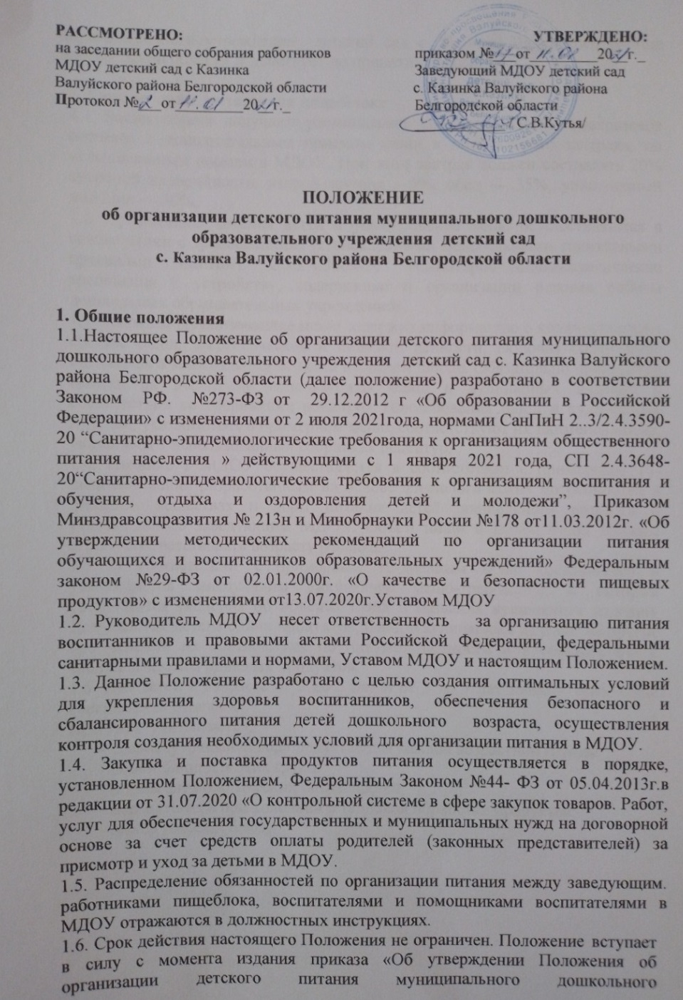 РАССМОТРЕНО:
на заседании общего собрания работников
МДОУ детский сад с Казинка
Валуйского района Белгородской области
Протокол № 2 от 11.01 20 г.
УТВЕРЖДЕНО:
приказом № от 11.01 20 г.
Заведующий МДОУ детский сад
с. Казинка Валуйского района
Белгородской области
С.В.Кутья/
ПОЛОЖЕНИЕ
об организации детского питания муниципального дошкольного
образовательного учреждения детский сад
с. Казинка Валуйского района Белгородской области
1. Общие положения
1.1.Настоящее Положение об организации детского питания муниципального
дошкольного образовательного учреждения детский сад с. Казинка Валуйского
района Белгородской области (далее положение) разработано в соответствии
Законом РФ. №273-ФЗ от 29.12.2012 г «Об образовании в Российской
Федерации» с изменениями от 2 июля 2021года, нормами СанПиН 2..3/2.4.3590-
20 “Санитарно-эпидемиологические требования к организациям общественного
питания населения » действующими с 1 января 2021 года, СП 2.4.3648-
20“Санитарно-эпидемиологические требования к организациям воспитания и
обучения, отдыха и оздоровления детей и молодежи”, Приказом
Минздравсоцразвития № 213н и Минобрнауки России №178 от11.03.2012г. «Об
утверждении методических рекомендаций по организации питания
обучающихся и воспитанников образовательных учреждений» Федеральным
законом №29-ФЗ от 02.01.2000г. «О качестве и безопасности пищевых
продуктов» с изменениями от13.07.2020г.Уставом МДОУ
1.2. Руководитель МДОУ несет ответственность за организацию питания
воспитанников и правовыми актами Российской Федерации, федеральными
санитарными правилами и нормами, Уставом МДОУ и настоящим Положением.
1.3. Данное Положение разработано с целью создания оптимальных условий
для укрепления здоровья воспитанников, обеспечения безопасного и
сбалансированного питания детей дошкольного возраста, осуществления
контроля создания необходимых условий для организации питания в МДОУ.
1.4. Закупка и поставка продуктов питания осуществляется в порядке,
установленном Положением, Федеральным Законом №44- ФЗ от 05.04.2013г.в
редакции от 31.07.2020 «О контрольной системе в сфере закупок товаров. Работ,
услуг для обеспечения государственных и муниципальных нужд на договорной
основе за счет средств оплаты родителей (законных представителей) за
присмотр и уход за детьми в МДОУ.
1.5. Распределение обязанностей по организации питания между заведующим.
работниками пищеблока, воспитателями и помощниками воспитателями в
МДОУ отражаются в должностных инструкциях.
1.6. Срок действия настоящего Положения не ограничен. Положение вступает
в силу с момента издания приказа «Об утверждении Положения об
организации детского питания муниципального дошкольного